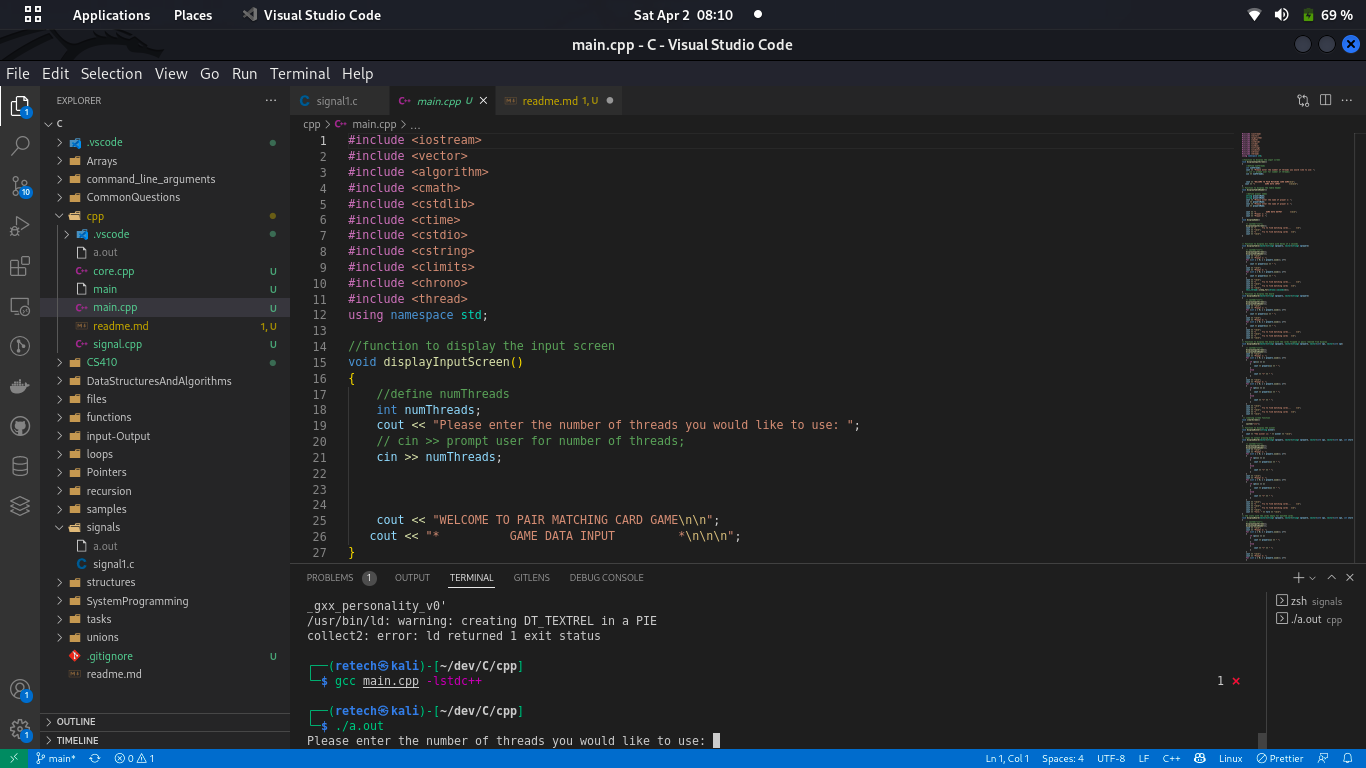 Applications Places Visual Studio Code Sat Apr 2 08:10 69 %
main.cpp - C - Visual Studio Code
File Edit Selection View Go Run Terminal Help
EXPLORER
C
.vscode
Arrays
command_line_arguments
CommonQuestions
cpp
.vscode
a.out
core.cpp U
main U
main.cpp U
readme.md 1, U
signal.cpp U
CS410
DataStructuresAndAlgorithms
files
functions
input-Output
loops
Pointers
recursion
samples
signals
a.out
signal1.c
structures
SystemProgramming
tasks
unions
.gitignore U
readme.md
OUTLINE
TIMELINE
1
10
1
1
signal1.c main.cpp U readme.md 1, U
cpp > main.cpp > ...
1 #include <iostream>
2 #include <vector>
3 #include <algorithm>
4 #include <cmath>
5 #include <cstdlib>
6 #include <ctime>
7 #include <cstdio>
8 #include <cstring>
9 #include <climits>
10 #include <chrono>
11 #include <thread>
12 using namespace std;
13
14 //function to display the input screen
15 void displayInputScreen()
16 {
17 //define numThreads
18 int numThreads;
19 cout << "Please enter the number of threads you would like to use: ";
20 // cin >> prompt user for number of threads;
21 cin >> numThreads;
22
23
24
25 cout << "WELCOME TO PAIR MATCHING CARD GAME\n\n";
26 cout << "* GAME DATA INPUT *\n\n\n";
27 }
PROBLEMS 1 OUTPUT TERMINAL GITLENS DEBUG CONSOLE
_gxx_personality_v0'
/usr/bin/ld: warning: creating DT_TEXTREL in a PIE
collect2: error: ld returned 1 exit status
(retech㉿kali)-[~/dev/C/cpp]
$ gcc main.cpp -lstdc++ 1 ⨯
(retech㉿kali)-[~/dev/C/cpp]
$ ./a.out
Please enter the number of threads you would like to use:
zsh signals
./a.out cpp
main* 0 1 Ln 1, Col 1 Spaces: 4 UTF-8 LF C++ Linux Prettier